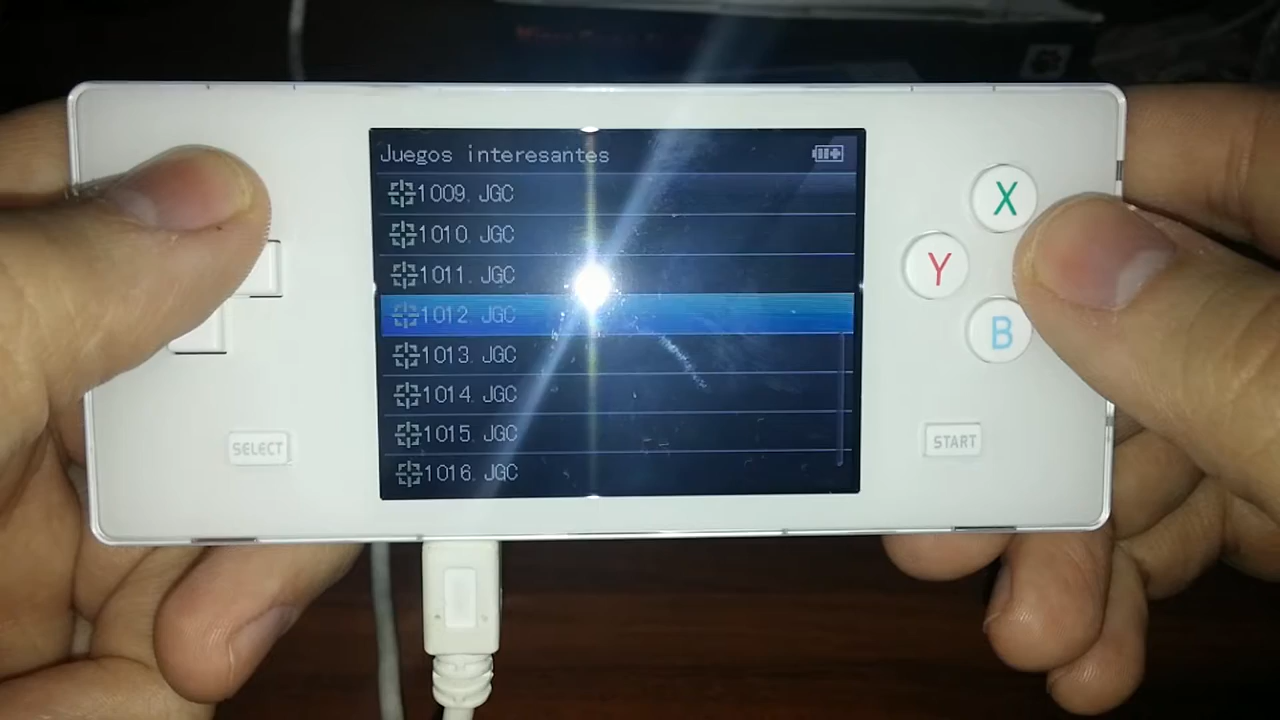 Juegos interesantes
1009. JGC
1010. JGC
1011. JGC
1012. JGC
1013. JGC
1014. JGC
1015. JGC
1016. JGC
X
Y
B
SELECT
START